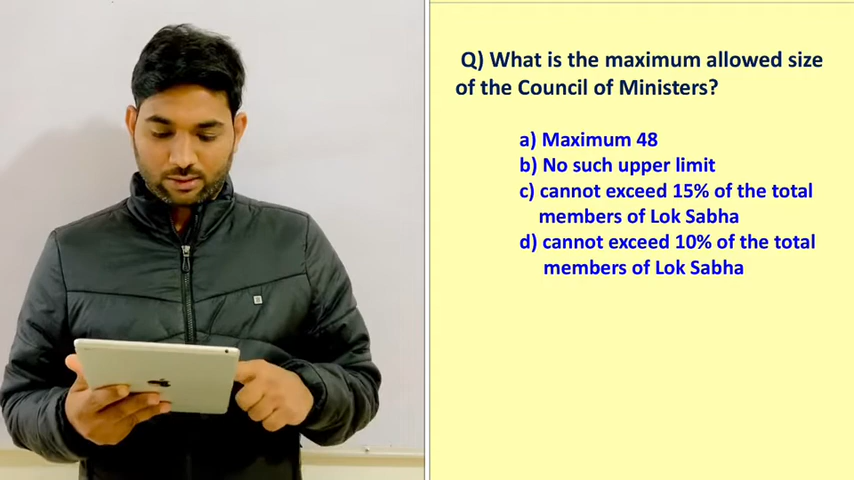 Q) What is the maximum allowed size
of the Council of Ministers?
a) Maximum 48
b) No such upper limit
c) cannot exceed 15% of the total
members of Lok Sabha
d) cannot exceed 10% of the total
members of Lok Sabha